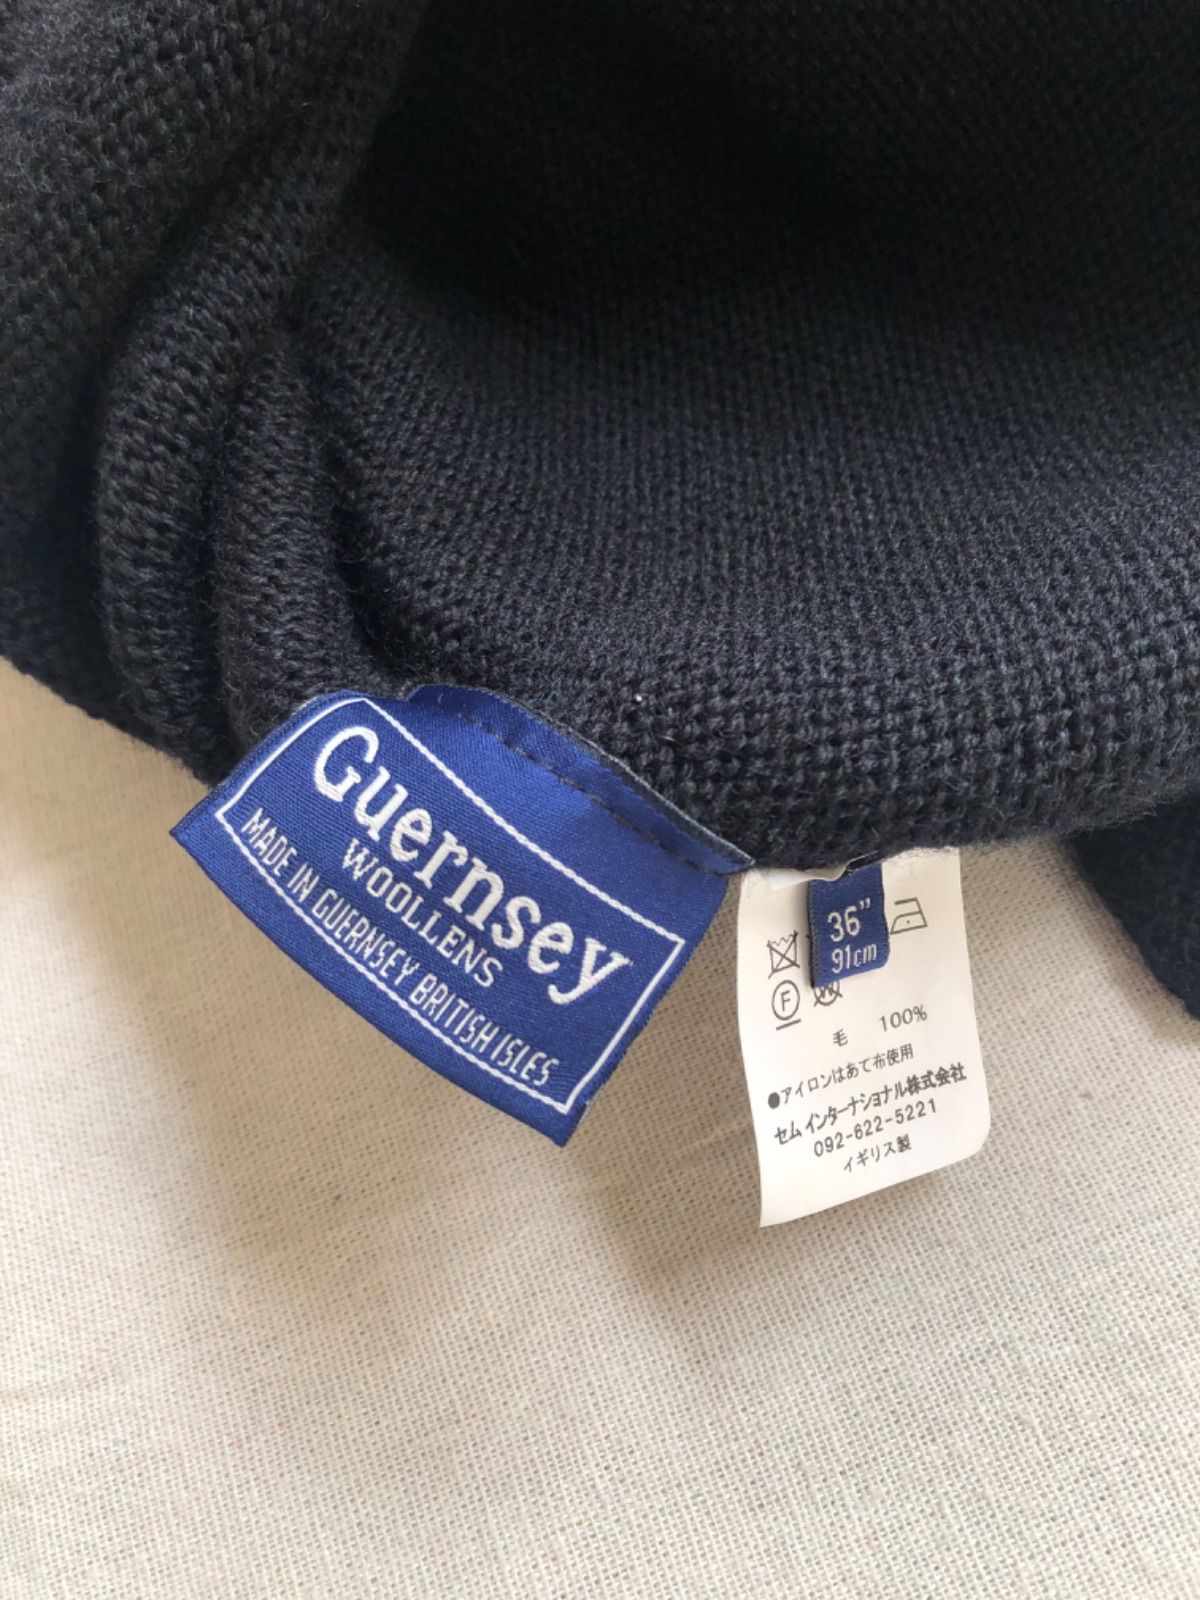 Guernsey
WOOLLENS
MADE IN GUERNSEY BRITISH ISLES
36”
91cm
F
W
毛 100%
●アイロンはあて布使用
セムインターナショナル株式会社
092-622-5221
イギリス製